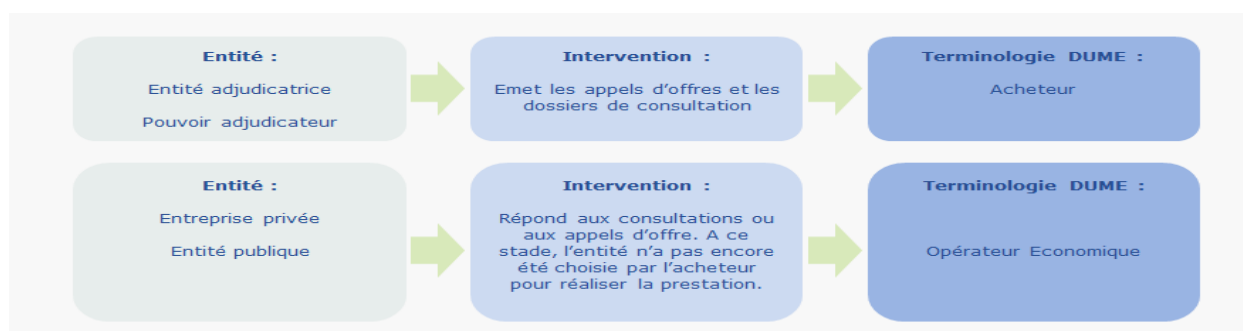 Entité :
Entité adjudicatrice
Pouvoir adjudicateur
Intervention :
Emet les appels d'offres et les
dossiers de consultation
Terminologie DUME :
Acheteur
Entité :
Entreprise privée
Entité publique
Intervention :
Répond aux consultations ou
aux appels d'offre. A ce
stade, l'entité n'a pas encore
été choisie par l'acheteur
pour réaliser la prestation.
Terminologie DUME :
Opérateur Economique